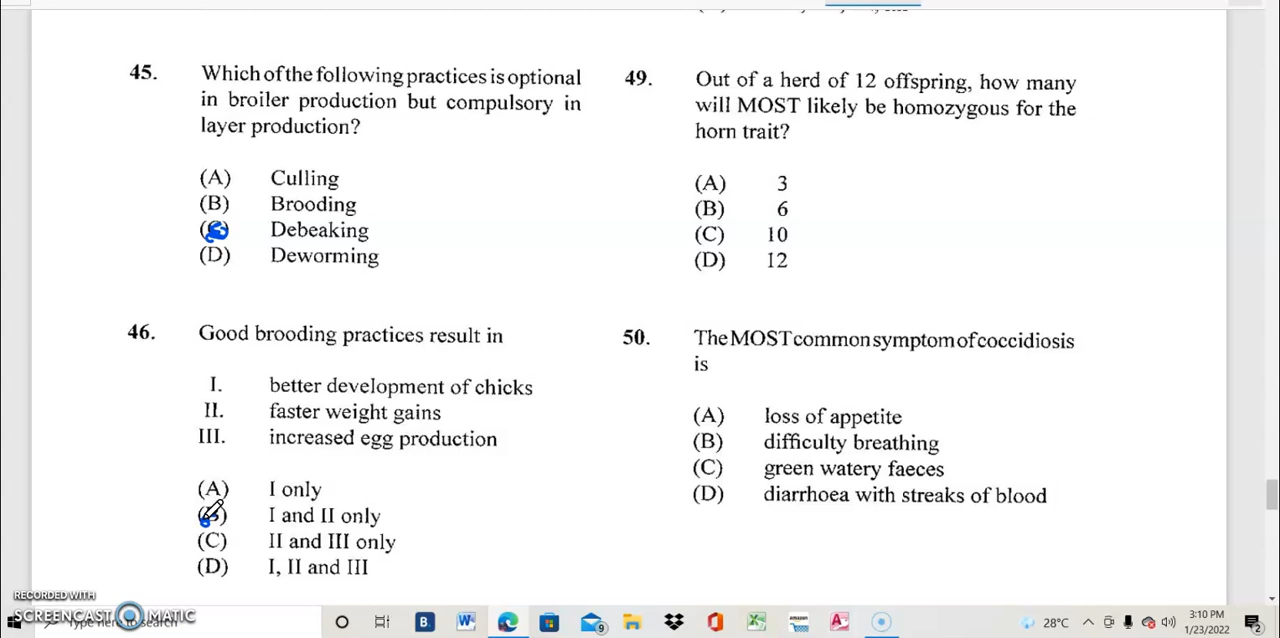 45. Which of the following practices is optional
in broiler production but compulsory in
layer production?
(A) Culling
(B) Brooding
Debeaking
(D) Deworming
46. Good brooding practices result in
I. better development of chicks
II. faster weight gains
III. increased egg production
(A) I only
I and II only
(C) II and III only
(D) I, II and III
49. Out of a herd of 12 offspring, how many
will MOST likely be homozygous for the
horn trait?
(A) 3
(B) 6
(C) 10
(D) 12
50. The MOST common symptom of coccidiosis
is
(A) loss of appetite
(B) difficulty breathing
(C) green watery faeces
(D) diarrhoea with streaks of blood
RECORDED WITH
SCREENCAST MATIC
Type here to search
28°C
3:10 PM
1/23/2022